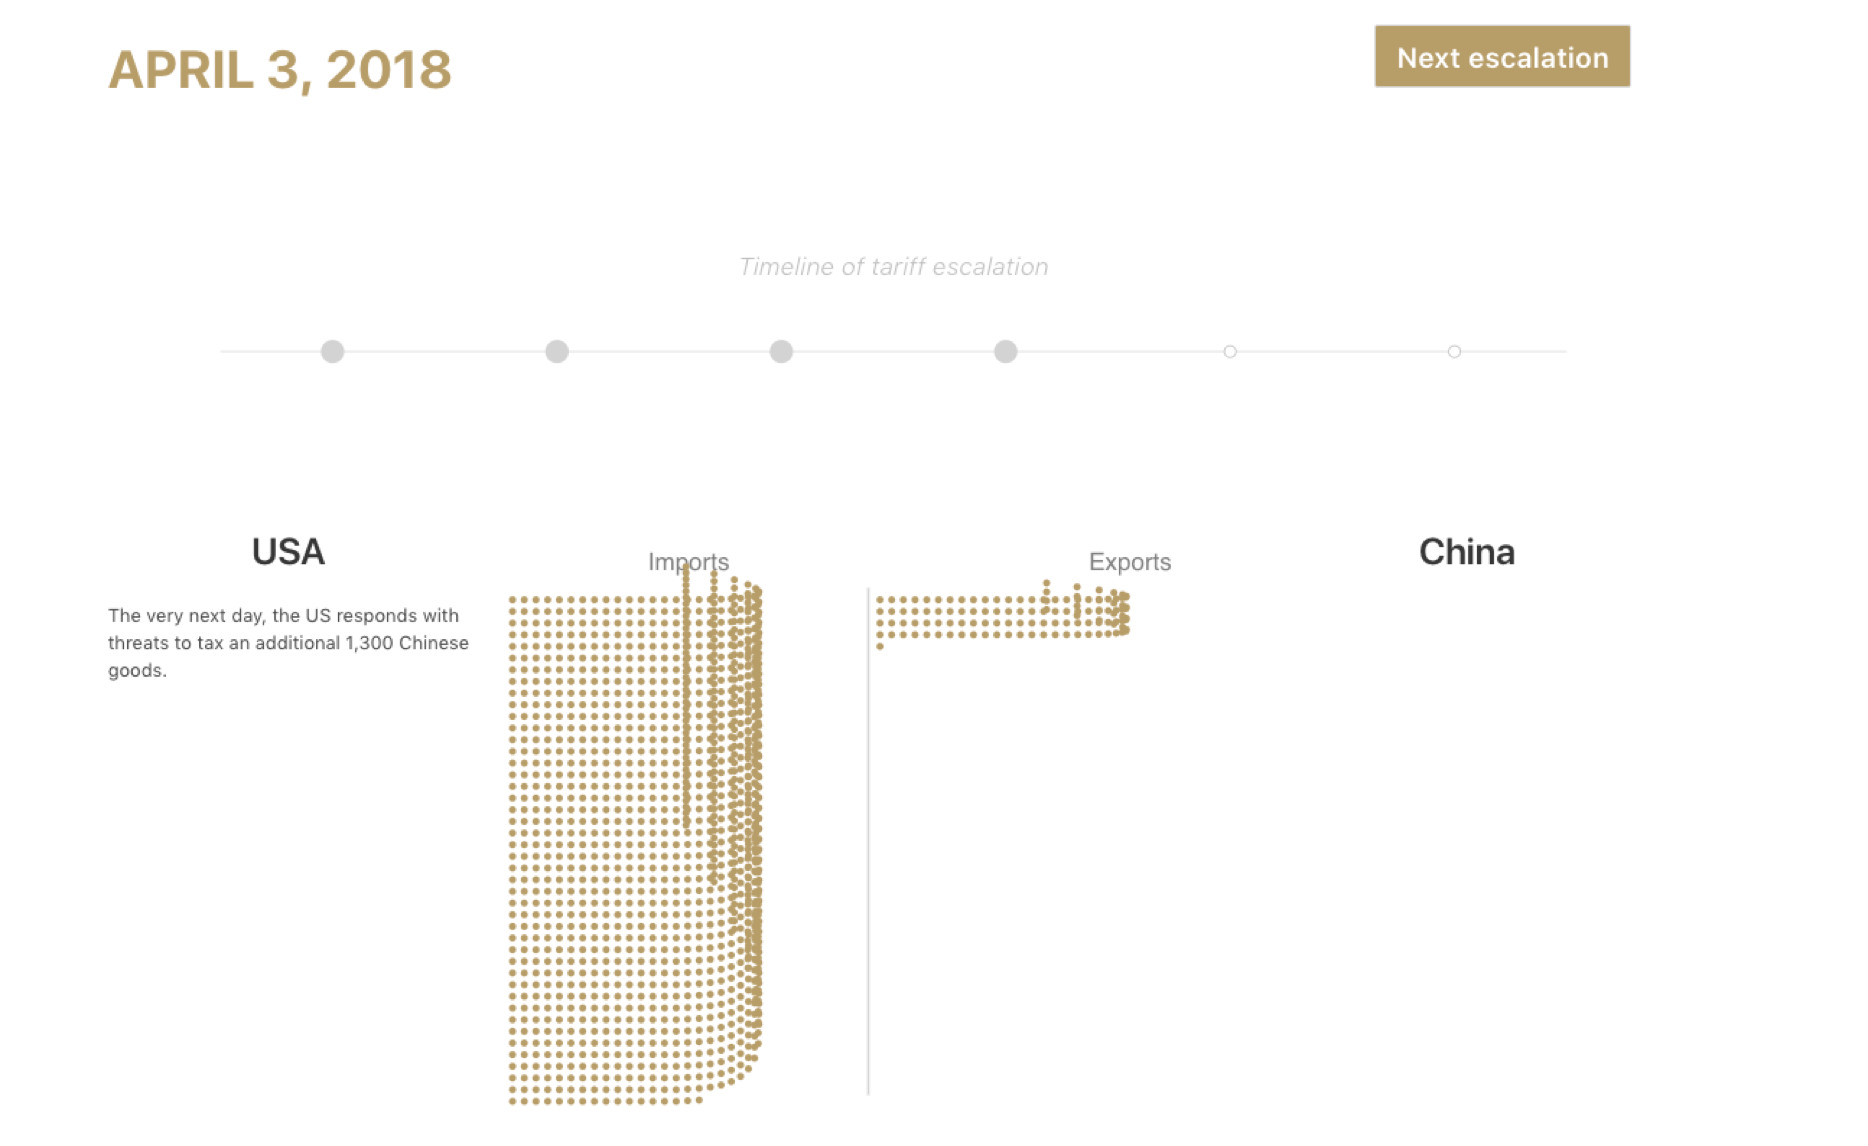 APRIL 3, 2018
Next escalation
Timeline of tariff escalation
USA
Imports
Exports
China
The very next day, the US responds with
threats to tax an additional 1,300 Chinese
goods.